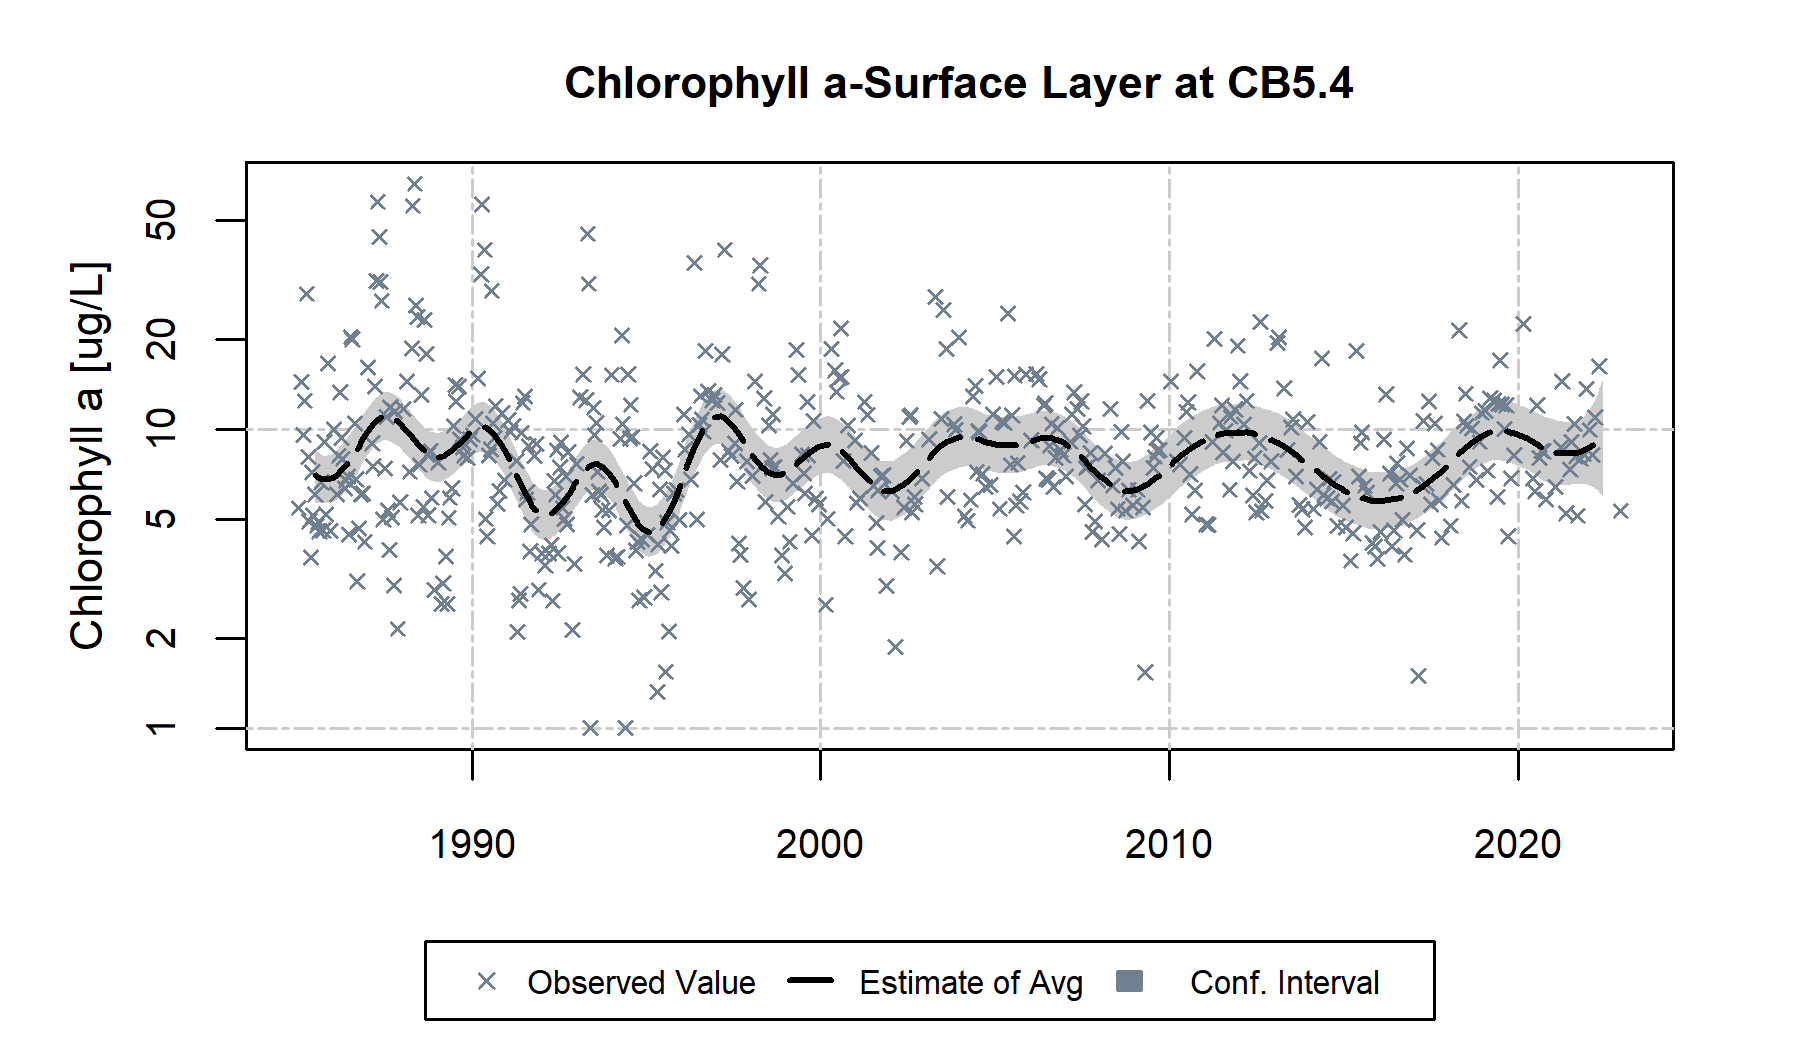 Chlorophyll a-Surface Layer at CB5.4
Chlorophyll a [ug/L]
50
20
10
5
2
1
1990 2000 2010 2020
Observed Value Estimate of Avg Conf. Interval